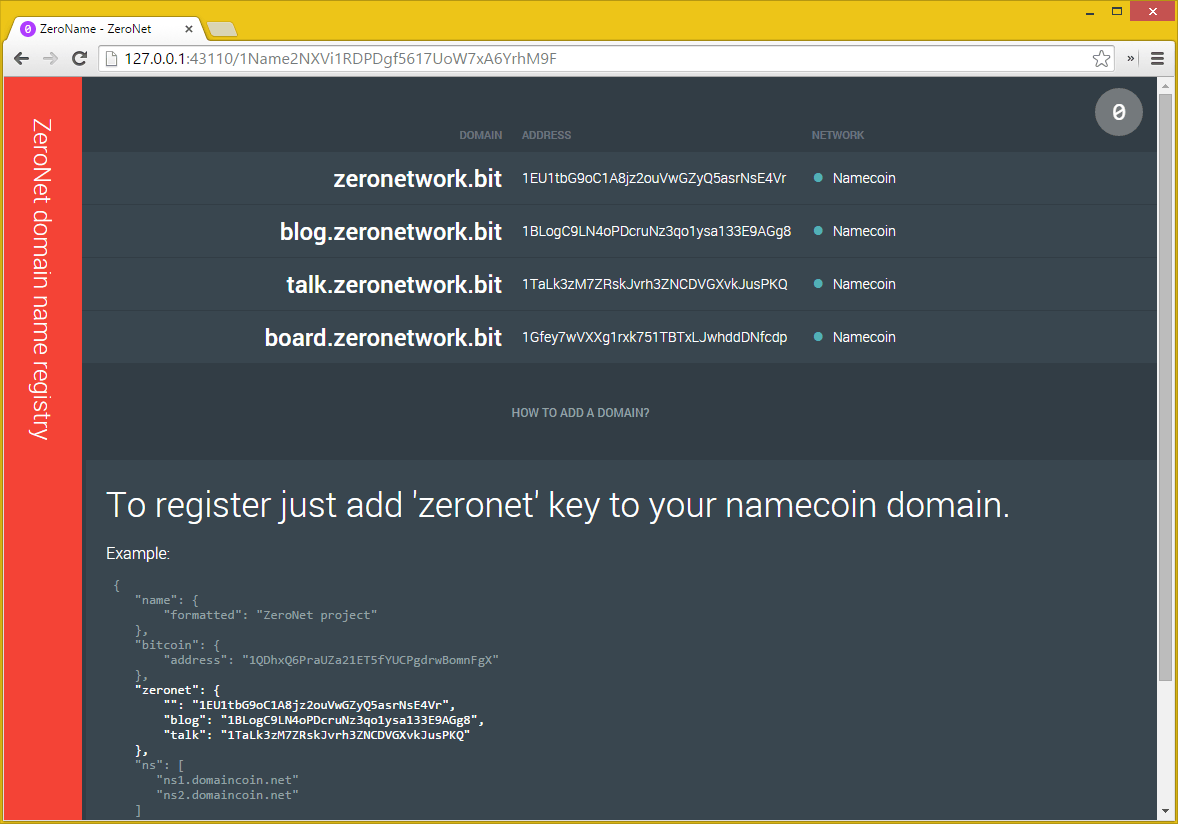 ZeroName - ZeroNet
127.0.0.1:43110/1Name2NXVi1RDPDgf5617UoW7xA6YrhM9F
ZeroNet domain name registry
0
DOMAIN ADDRESS NETWORK
zeronetwork.bit 1EU1tbG9oC1A8jz2ouVwGZyQ5asrNsE4Vr Namecoin
blog.zeronetwork.bit 1BLogC9LN4oPDcruNz3qo1ysa133E9AGg8 Namecoin
talk.zeronetwork.bit 1TaLk3zM7ZRskJvrh3ZNCDVGXvkJusPKQ Namecoin
board.zeronetwork.bit 1Gfey7wVXXg1rxk751TBTxLJwhddDNfcdp Namecoin
HOW TO ADD A DOMAIN?
To register just add 'zeronet' key to your namecoin domain.
Example:
{
"name": {
"formatted": "ZeroNet project"
},
"bitcoin": {
"address": "1QDhxQ6PraUZa21ET5fYUCPgdrwBomnFgX"
},
"zeronet": {
"": "1EU1tbG9oC1A8jz2ouVwGZyQ5asrNsE4Vr",
"blog": "1BLogC9LN4oPDcruNz3qo1ysa133E9AGg8",
"talk": "1TaLk3zM7ZRskJvrh3ZNCDVGXvkJusPKQ"
},
"ns": [
"ns1.domaincoin.net"
"ns2.domaincoin.net"
]